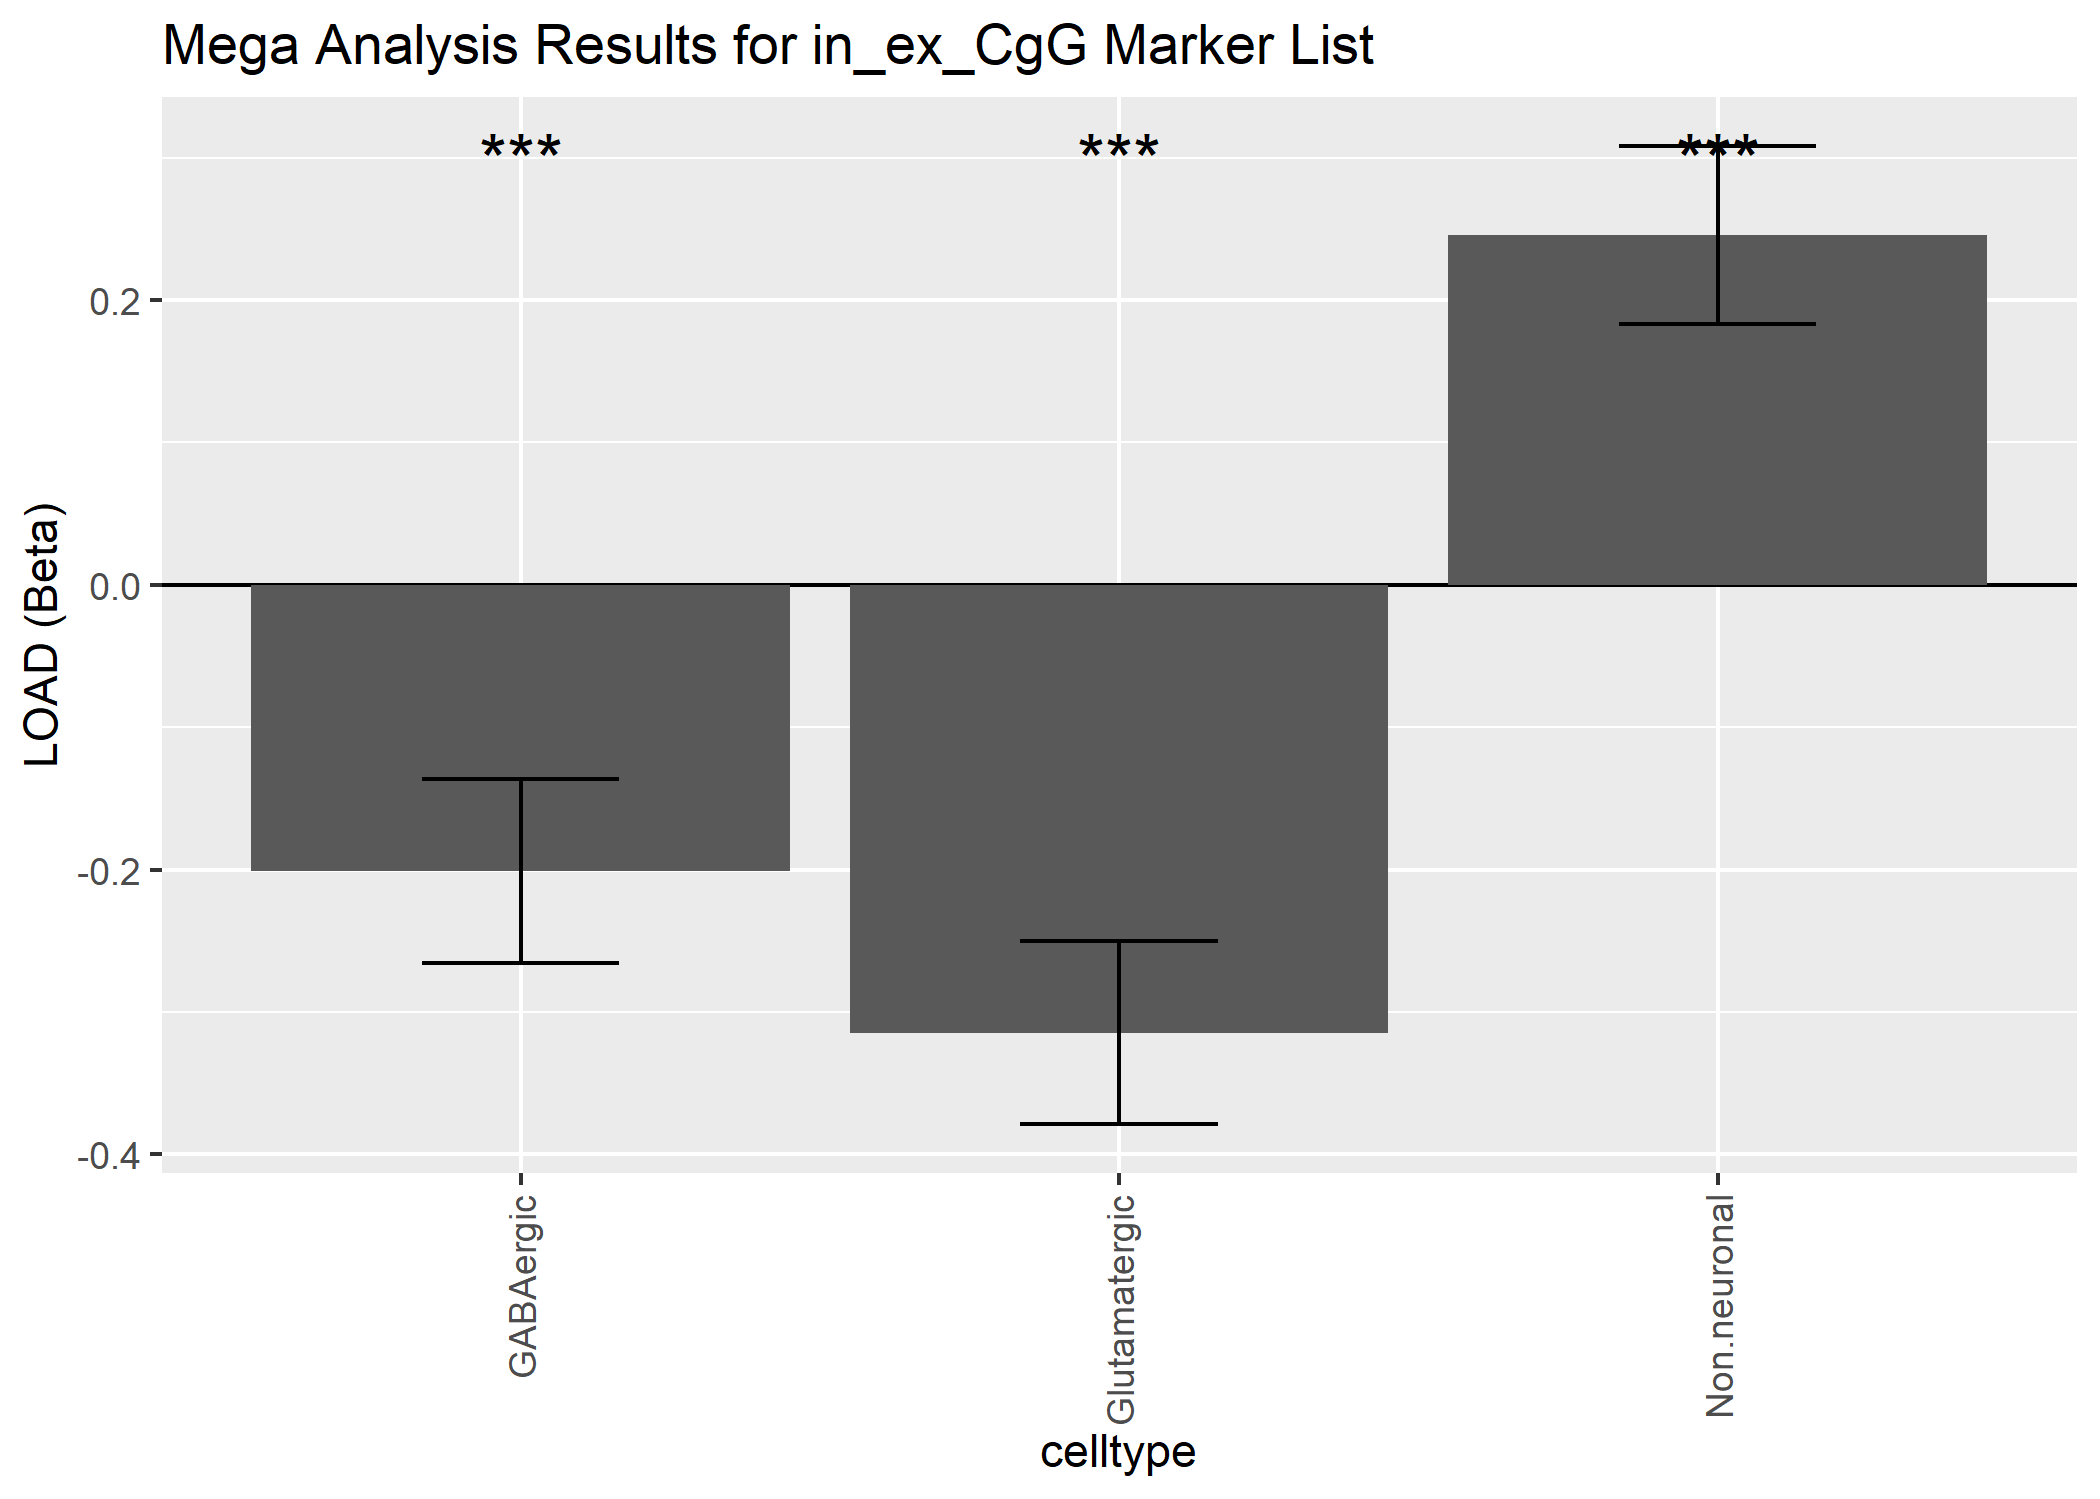 Mega Analysis Results for in_ex_CgG Marker List
***
***
***
0.2
0.0
-0.2
-0.4
LOAD (Beta)
GABAergic
Glutamatergic
Non.neuronal
celltype